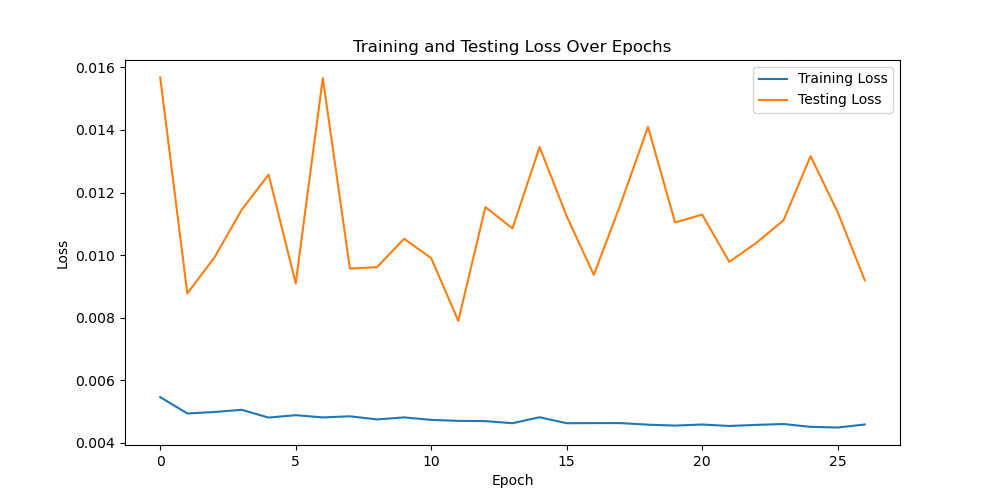 Training and Testing Loss Over Epochs
Training Loss
Testing Loss
0.016
0.014
0.012
0.010
0.008
0.006
0.004
Loss
0 5 10 15 20 25
Epoch